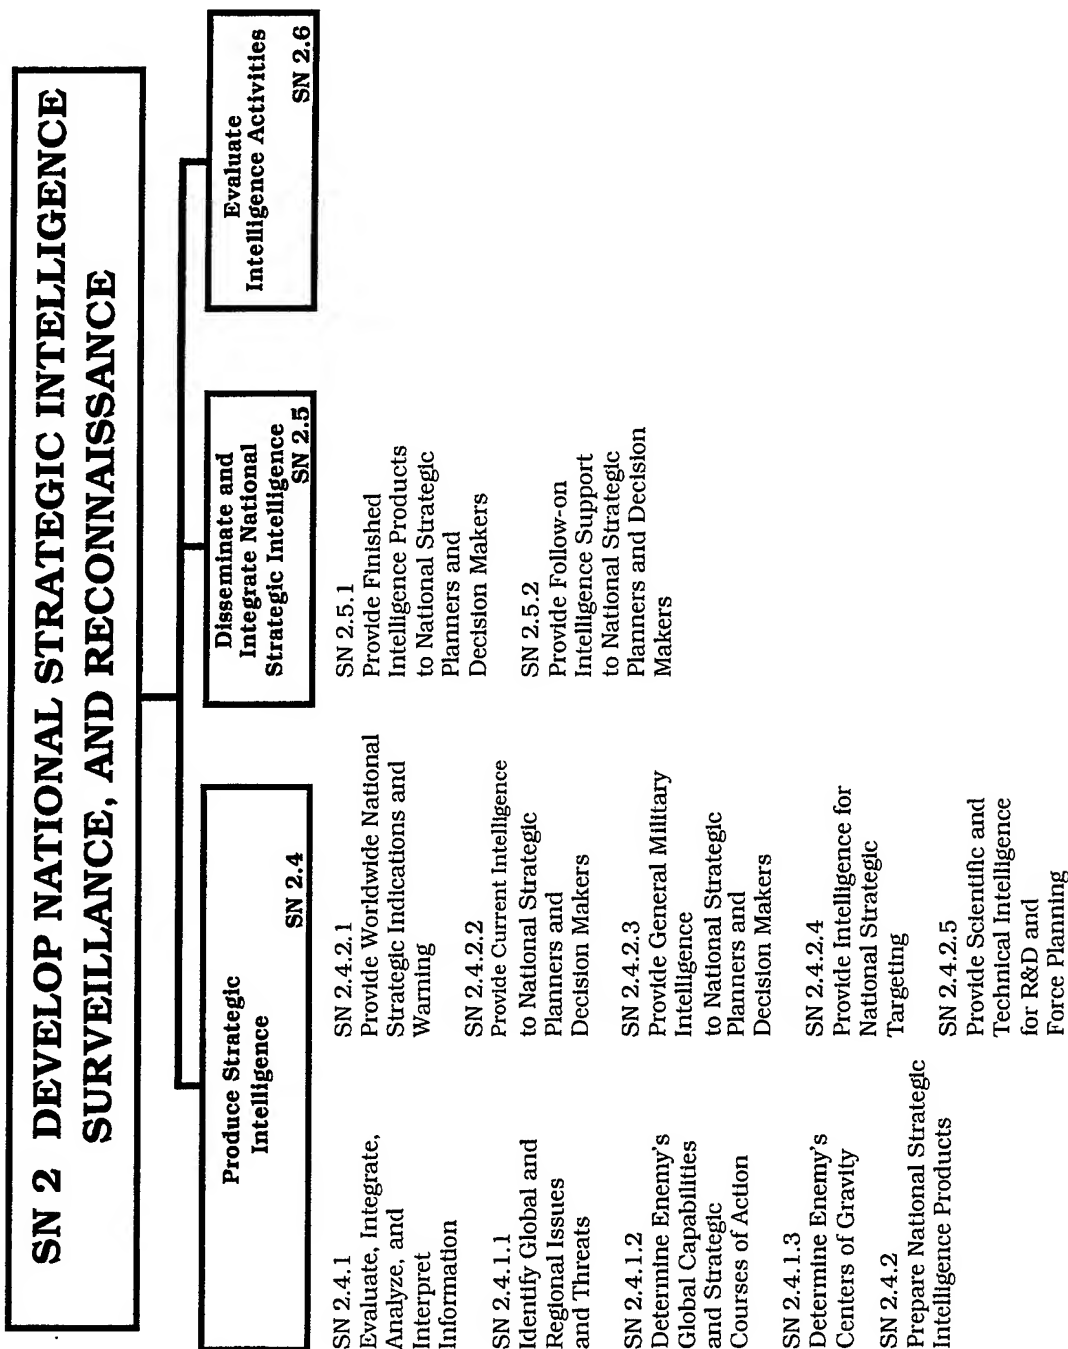 SN 2 DEVELOP NATIONAL STRATEGIC INTELLIGENCE
SURVEILLANCE, AND RECONNAISSANCE
Produce Strategic
Intelligence
SN 2.4
SN 2.4.1
Evaluate, Integrate,
Analyze, and
Interpret
Information
SN 2.4.1.1
Identify Global and
Regional Issues
and Threats
SN 2.4.1.2
Determine Enemy's
Global Capabilities
and Strategic
Courses of Action
SN 2.4.1.3
Determine Enemy's
Centers of Gravity
SN 2.4.2
Prepare National Strategic
Intelligence Products
SN 2.4.2.1
Provide Worldwide National
Strategic Indications and
Warning
SN 2.4.2.2
Provide Current Intelligence
to National Strategic
Planners and
Decision Makers
SN 2.4.2.3
Provide General Military
Intelligence
to National Strategic
Planners and
Decision Makers
SN 2.4.2.4
Provide Intelligence for
National Strategic
Targeting
SN 2.4.2.5
Provide Scientific and
Technical Intelligence
for R&D and
Force Planning
Disseminate and
Integrate National
Strategic Intelligence
SN 2.5
SN 2.5.1
Provide Finished
Intelligence Products
to National Strategic
Planners and
Decision Makers
SN 2.5.2
Provide Follow-on
Intelligence Support
to National Strategic
Planners and Decision
Makers
Evaluate
Intelligence Activities
SN 2.6